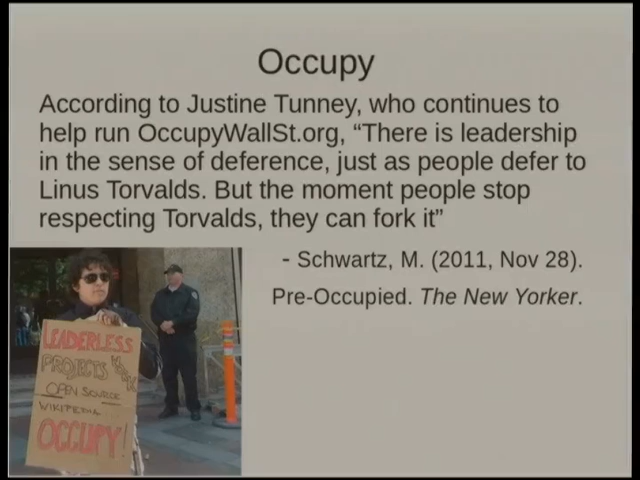 Occupy
According to Justine Tunney, who continues to
help run OccupyWallSt.org, “There is leadership
in the sense of deference, just as people defer to
Linus Torvalds. But the moment people stop
respecting Torvalds, they can fork it”
- Schwartz, M. (2011, Nov 28).
Pre-Occupied. The New Yorker.
LEADERLESS
PROJECTS WORK
OPEN SOURCE
WIKIPEDIA
OCCUPY!